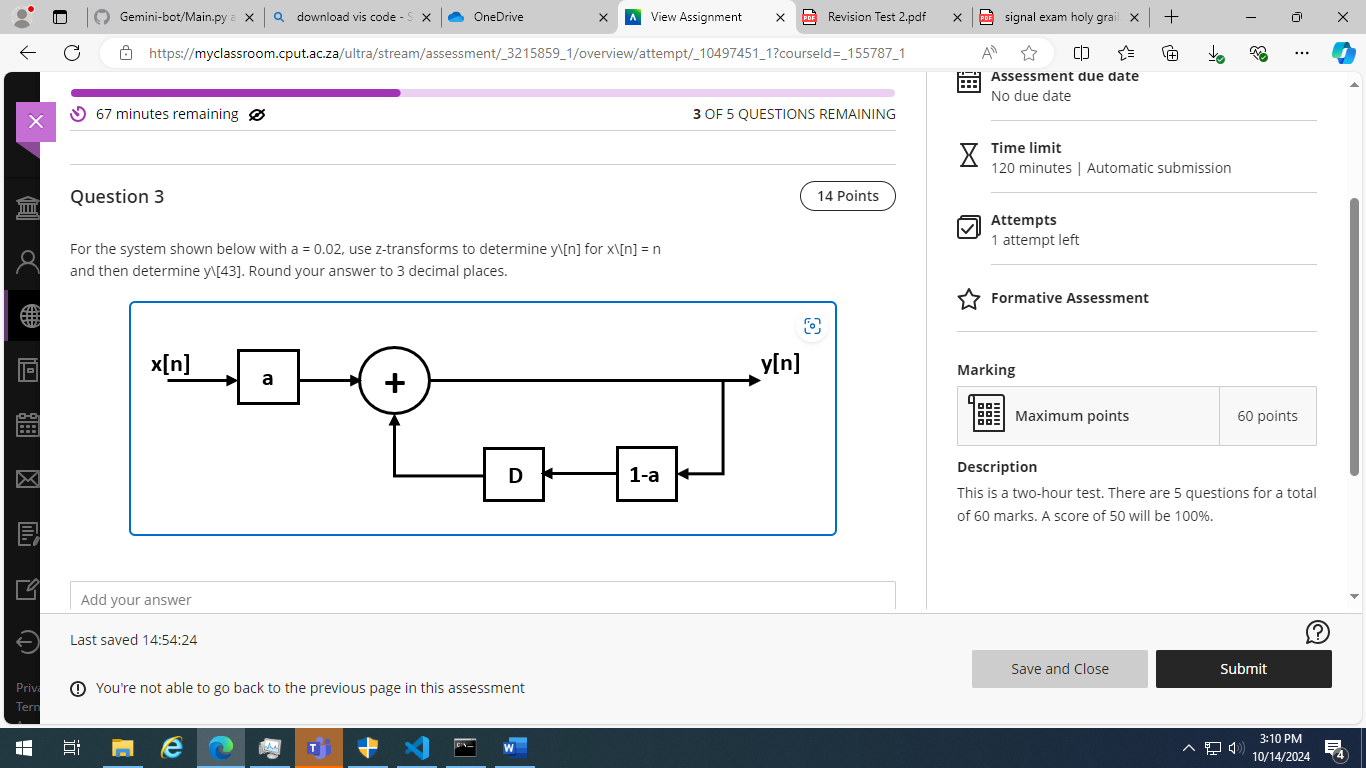 Gemini-bot/Main.py a
download vis code - S
OneDrive
View Assignment
Revision Test 2.pdf
signal exam holy grail
https://myclassroom.cput.ac.za/ultra/stream/assessment/_3215859_1/overview/attempt/_10497451_1?courseId=_155787_1
67 minutes remaining
3 OF 5 QUESTIONS REMAINING
Question 3
14 Points
For the system shown below with a = 0.02, use z-transforms to determine y\[n] for x\[n] = n
and then determine y\[43]. Round your answer to 3 decimal places.
x[n]
a
+
y[n]
D
1-a
Add your answer
Last saved 14:54:24
You're not able to go back to the previous page in this assessment
Assessment due date
No due date
Time limit
120 minutes | Automatic submission
Attempts
1 attempt left
Formative Assessment
Marking
Maximum points
60 points
Description
This is a two-hour test. There are 5 questions for a total
of 60 marks. A score of 50 will be 100%.
Save and Close
Submit
Priva
Term
3:10 PM
10/14/2024
4